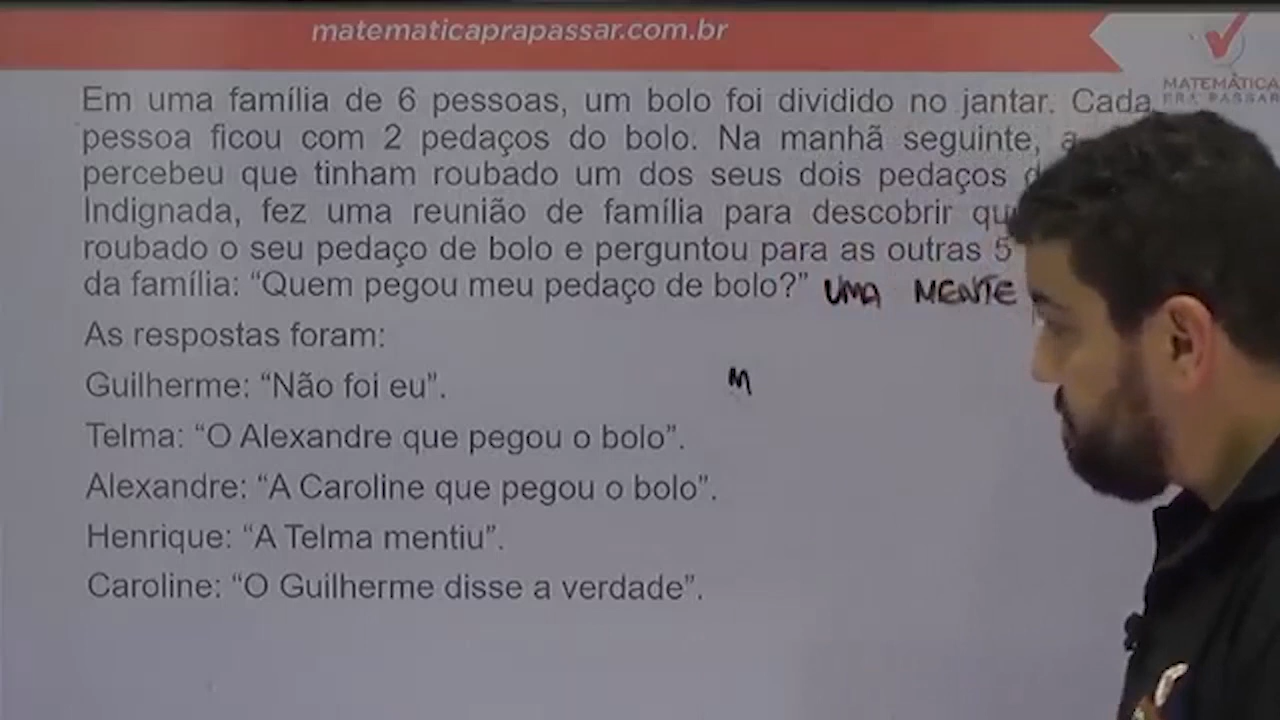 matematicaprapassar.com.br
MATEMÁTICA
PRA PASSAR
Em uma família de 6 pessoas, um bolo foi dividido no jantar. Cada
pessoa ficou com 2 pedaços do bolo. Na manhã seguinte, a
percebeu que tinham roubado um dos seus dois pedaços
Indignada, fez uma reunião de família para descobrir
roubado o seu pedaço de bolo e perguntou para as outras 5
da família: “Quem pegou meu pedaço de bolo?” UMA MENTE
As respostas foram:
Guilherme: “Não foi eu”. M
Telma: “O Alexandre que pegou o bolo”.
Alexandre: “A Caroline que pegou o bolo”.
Henrique: “A Telma mentiu”.
Caroline: “O Guilherme disse a verdade”.